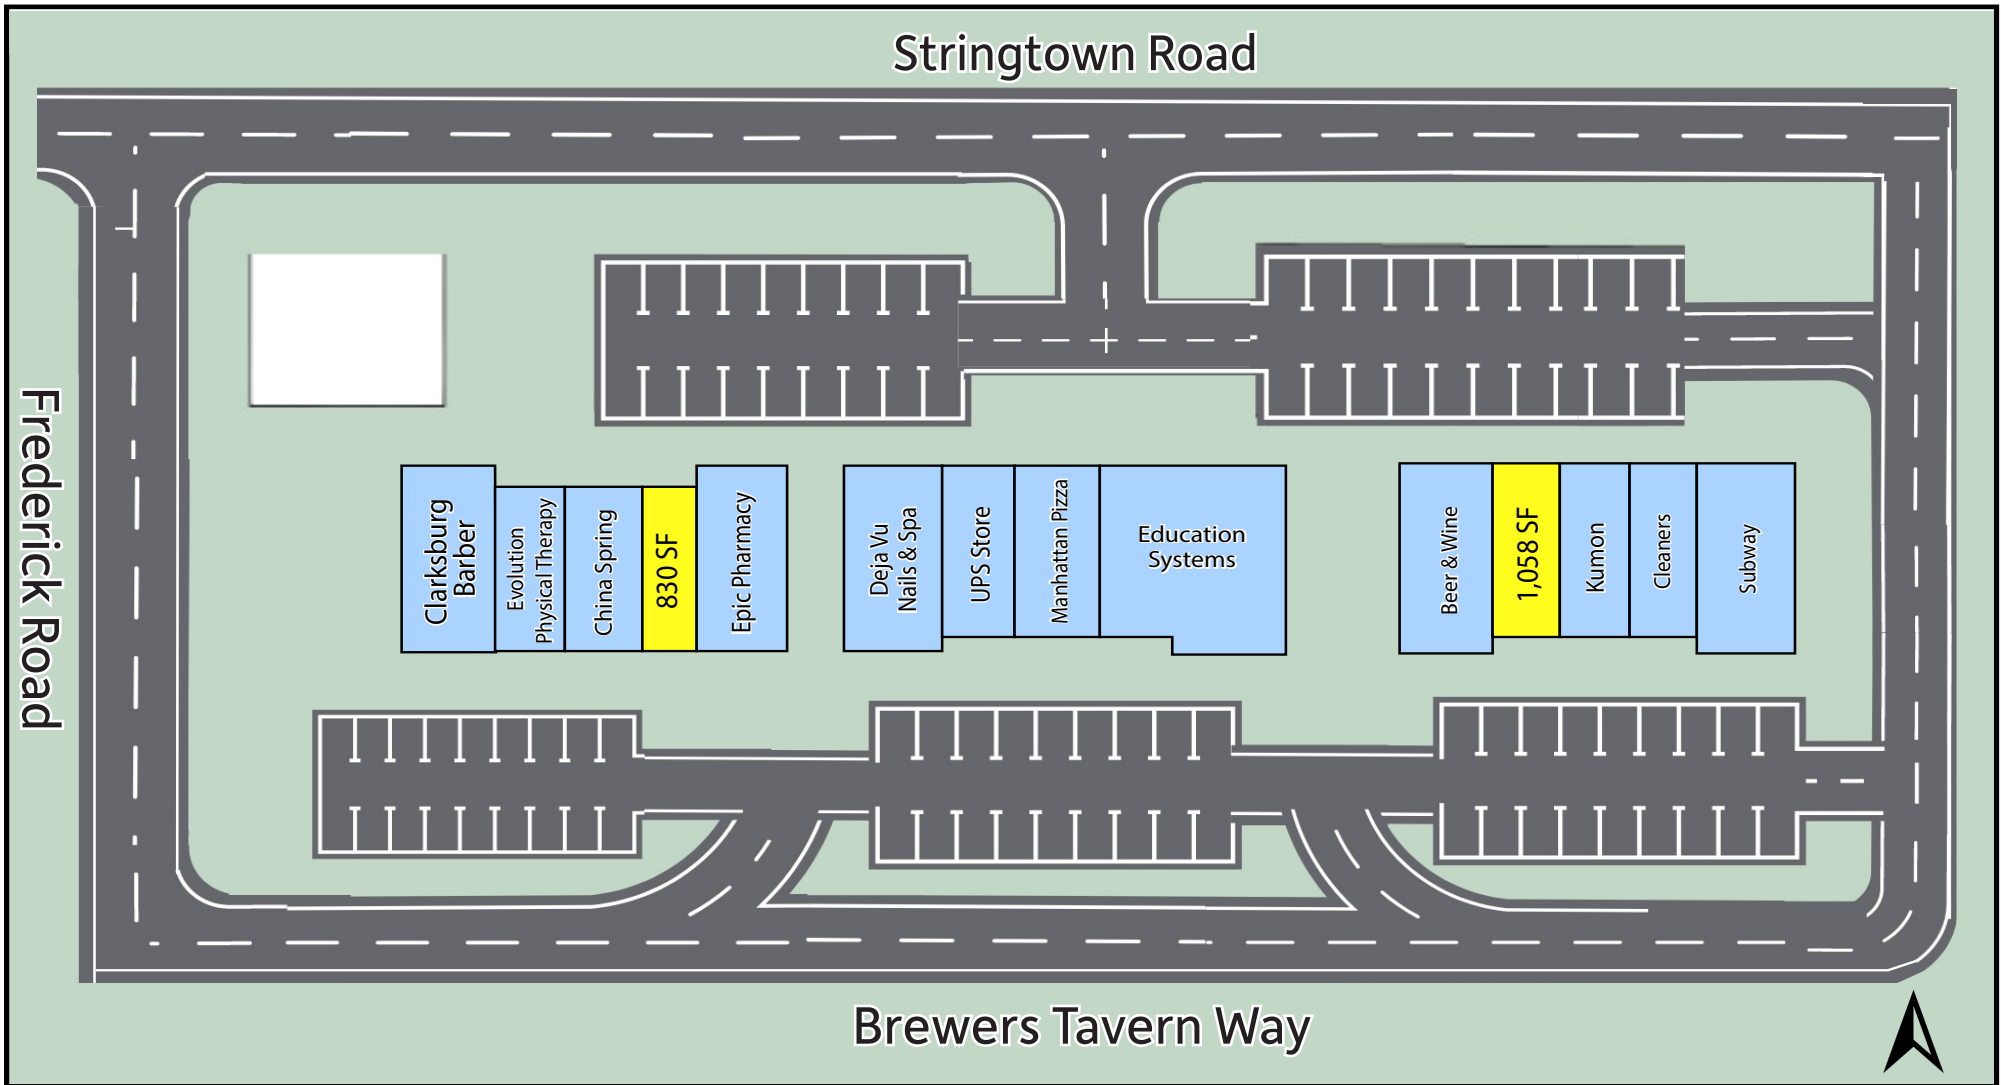 Stringtown Road
Frederick Road
Clarksburg
Barber
Evolution
Physical Therapy
China Spring
830 SF
Epic Pharmacy
Deja Vu
Nails & Spa
UPS Store
Manhattan Pizza
Education
Systems
Beer & Wine
1,058 SF
Kumon
Cleaners
Subway
Brewers Tavern Way